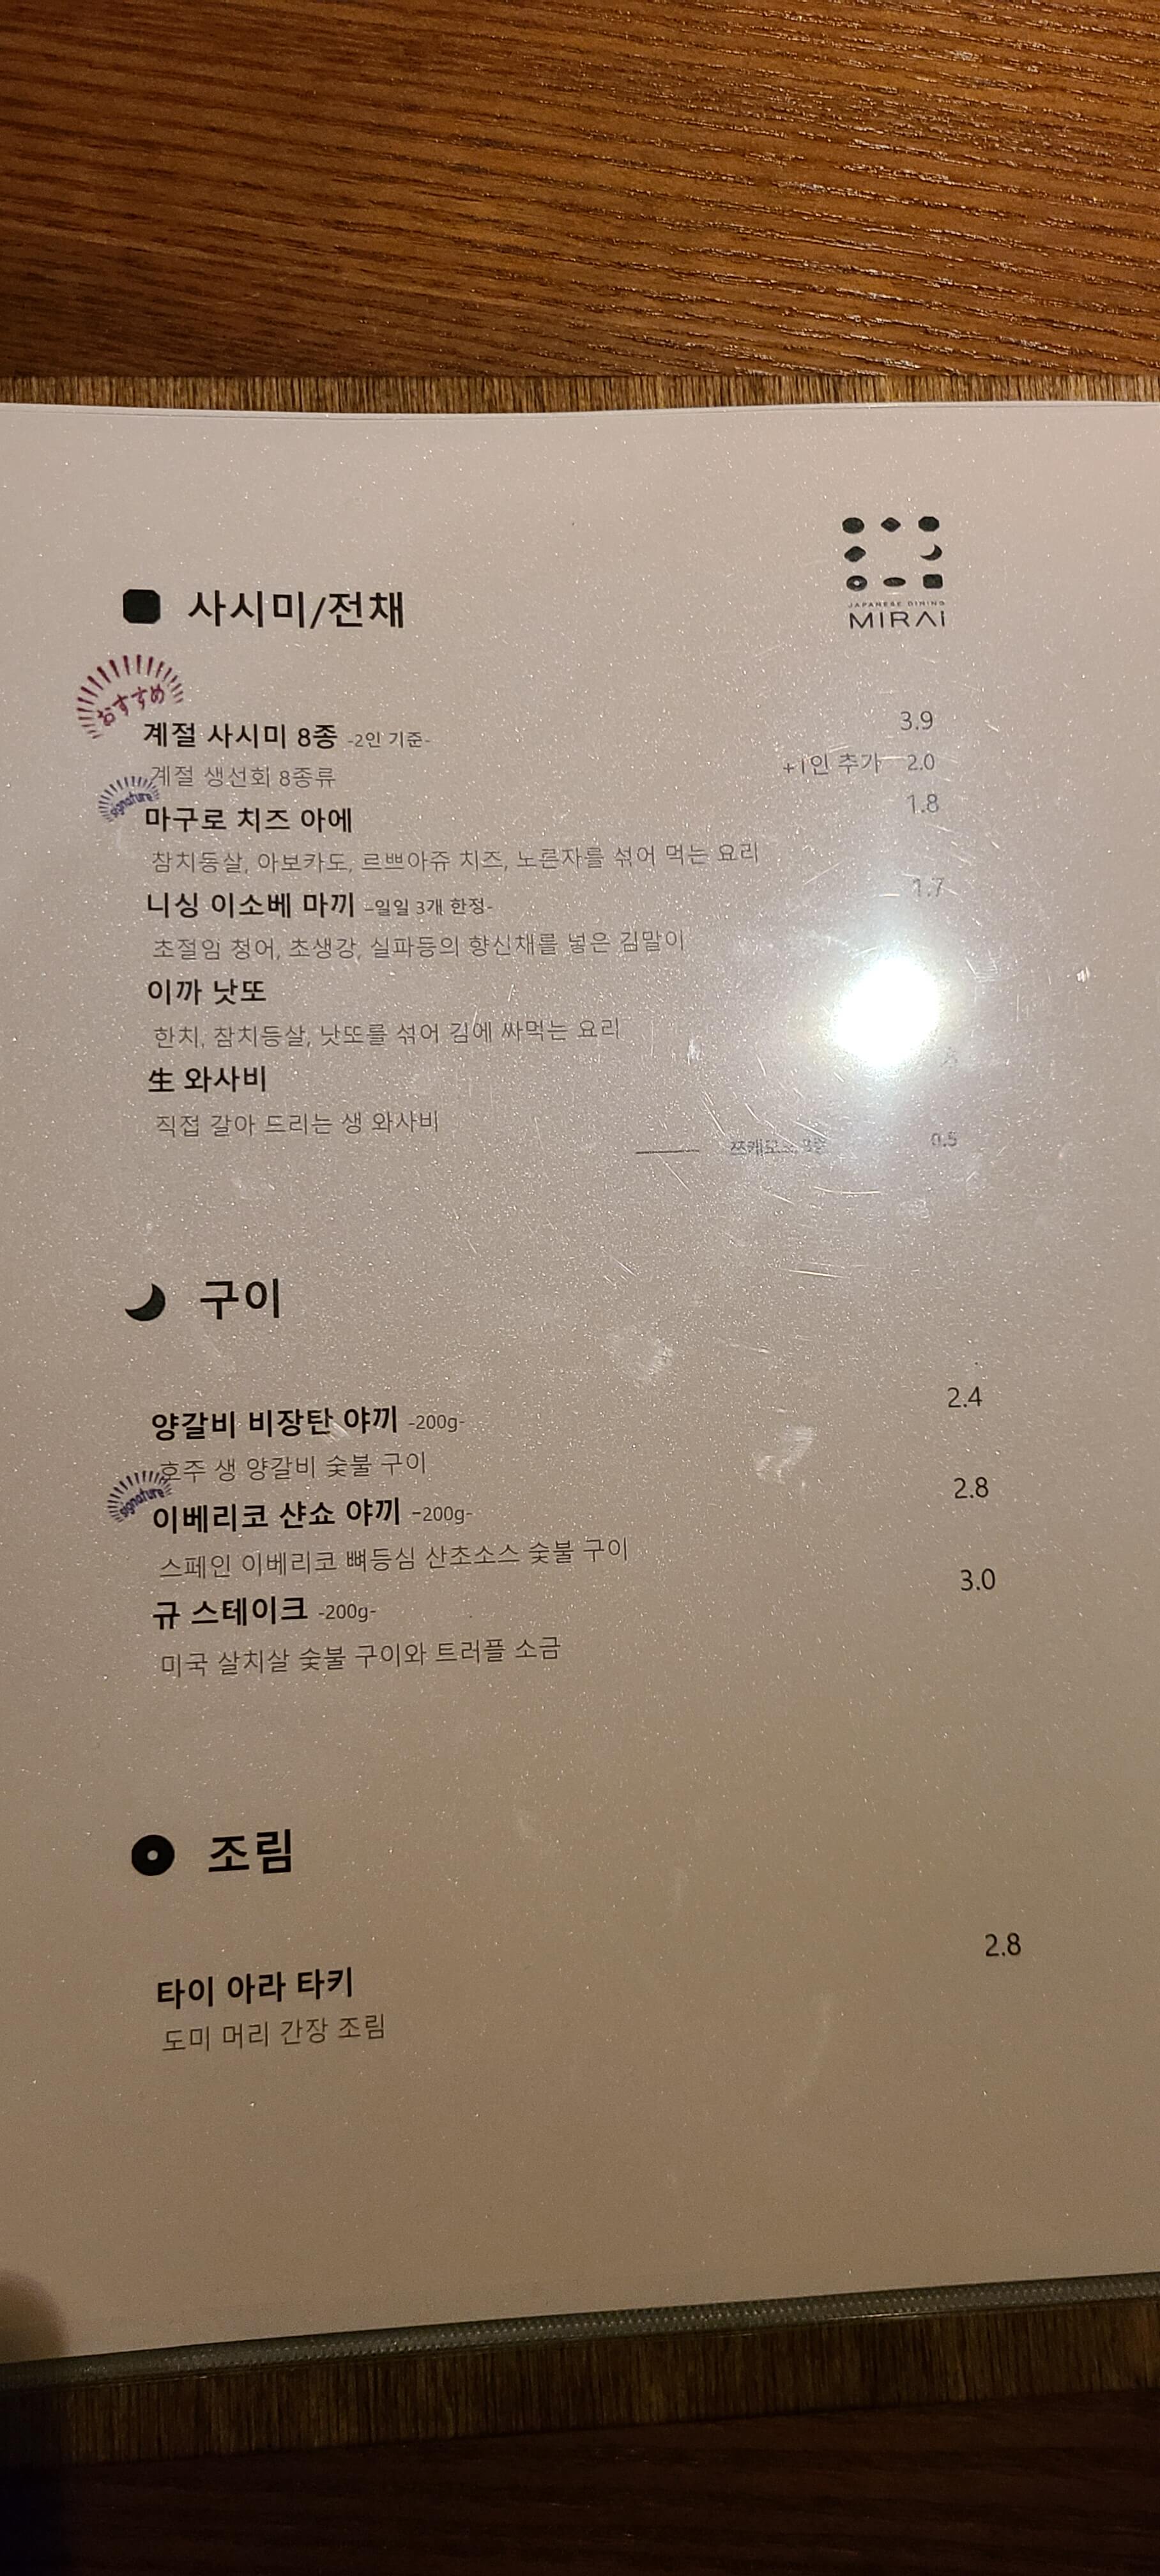 JAPANESE DINING
MIRAI
사시미/전채
おすすめ
계절 사시미 8종 -2인 기준- 3.9
계절 생선회 8종류 +1인 추가 2.0
signature
마구로 치즈 아에 1.8
참치등살, 아보카도, 르쁘아쥬 치즈, 노른자를 섞어 먹는 요리
니싱 이소베 마끼 -일일 3개 한정- 1.7
초절임 청어, 초생강, 실파등의 향신채를 넣은 김말이
이까 낫또
한치, 참치등살, 낫또를 섞어 김에 싸먹는 요리
生 와사비
직접 갈아 드리는 생 와사비
0.5
구이
양갈비 비장탄 야끼 -200g- 2.4
호주 생 양갈비 숯불 구이
signature
이베리코 샨쇼 야끼 -200g- 2.8
스페인 이베리코 뼈등심 산초소스 숯불 구이
규 스테이크 -200g- 3.0
미국 살치살 숯불 구이와 트러플 소금
조림
타이 아라 타키 2.8
도미 머리 간장 조림